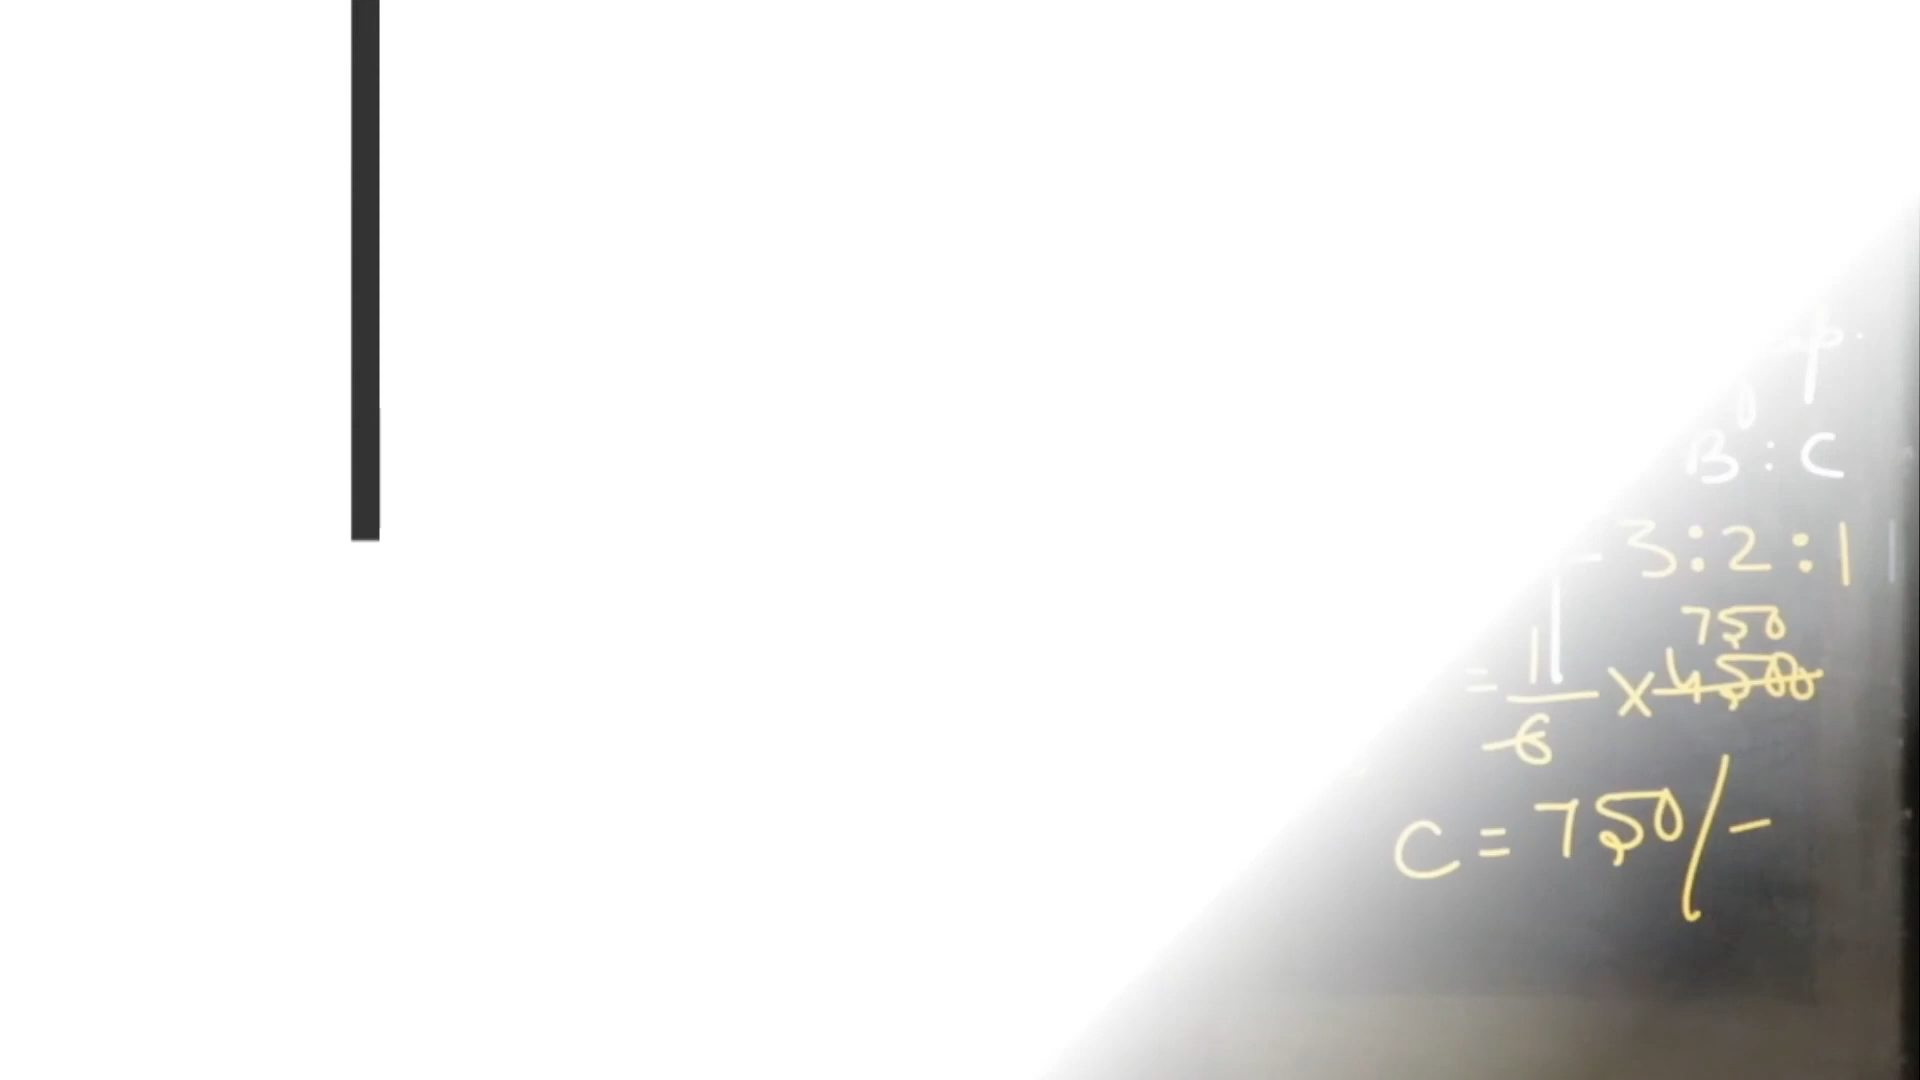 B : C
3 : 2 : 1
750
= 1/6 × 4500
C = 750/-